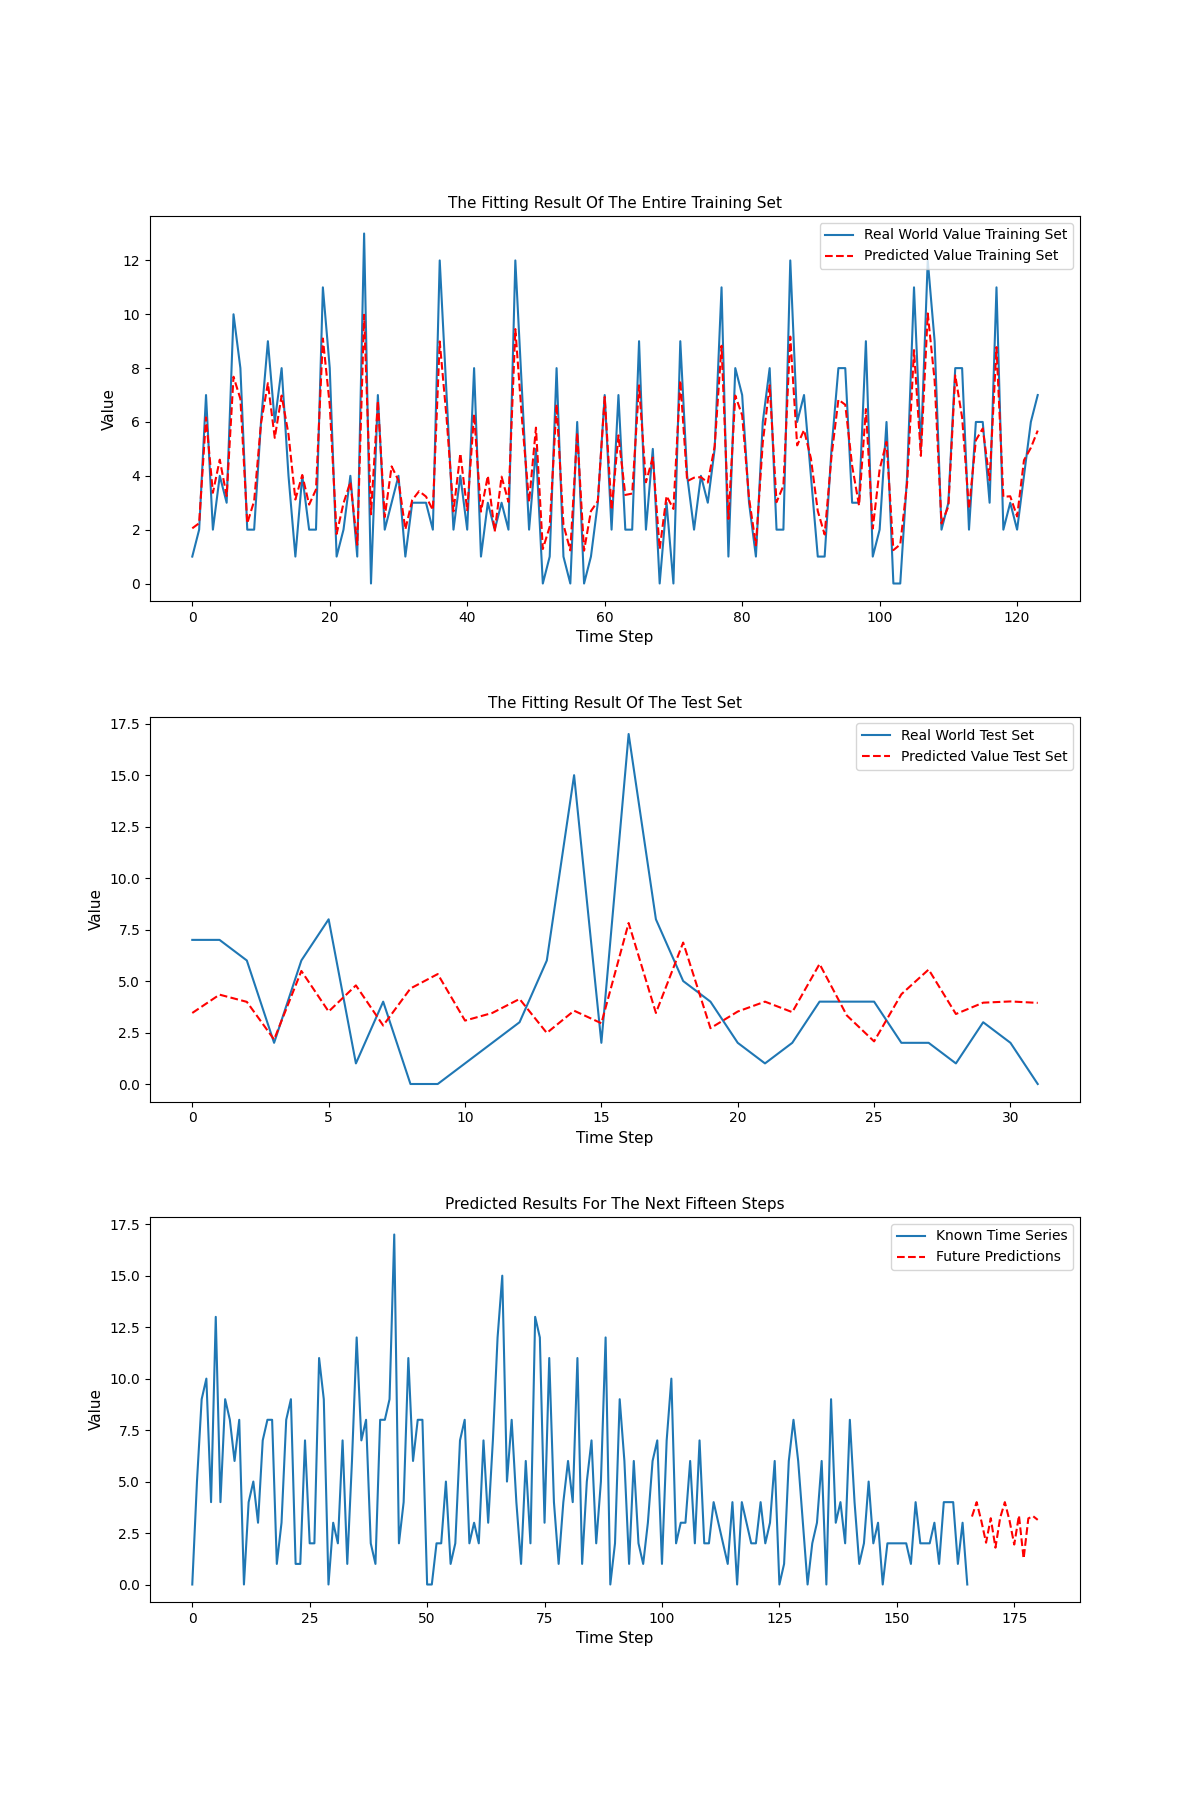 The Fitting Result Of The Entire Training Set
Real World Value Training Set
Predicted Value Training Set
Value
12
10
8
6
4
2
0
0 20 40 60 80 100 120
Time Step
The Fitting Result Of The Test Set
Real World Test Set
Predicted Value Test Set
Value
17.5
15.0
12.5
10.0
7.5
5.0
2.5
0.0
0 5 10 15 20 25 30
Time Step
Predicted Results For The Next Fifteen Steps
Known Time Series
Future Predictions
Value
17.5
15.0
12.5
10.0
7.5
5.0
2.5
0.0
0 25 50 75 100 125 150 175
Time Step